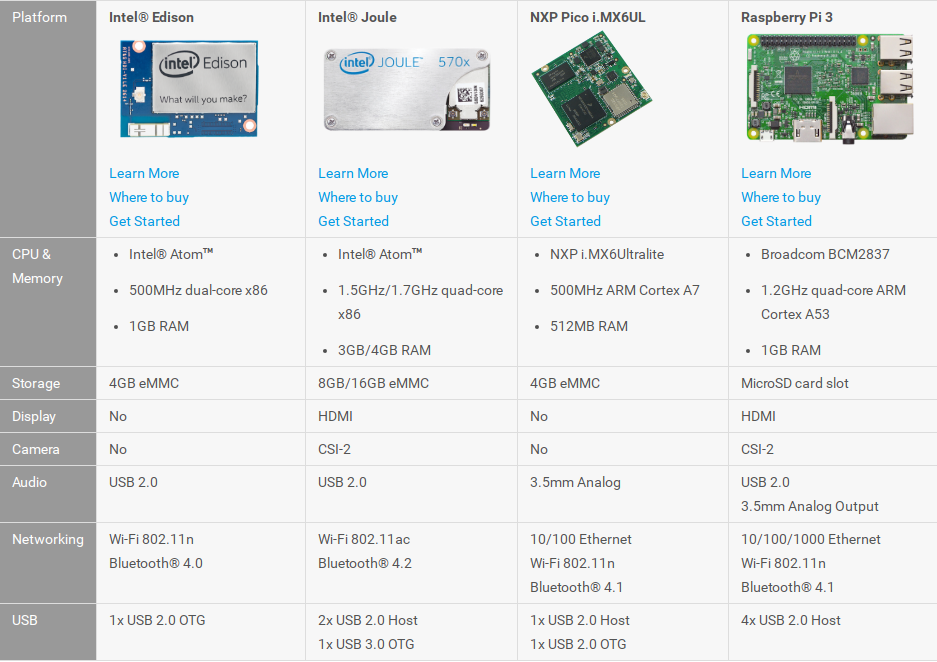 Platform
Intel® Edison
Intel® Joule
NXP Pico i.MX6UL
Raspberry Pi 3
intel Edison
What will you make?
intel JOULE™ 570x
HDMI
Learn More
Where to buy
Get Started
Learn More
Where to buy
Get Started
Learn More
Where to buy
Get Started
Learn More
Where to buy
Get Started
CPU &
Memory
• Intel® Atom™
• 500MHz dual-core x86
• 1GB RAM
• Intel® Atom™
• 1.5GHz/1.7GHz quad-core
x86
• 3GB/4GB RAM
• NXP i.MX6Ultralite
• 500MHz ARM Cortex A7
• 512MB RAM
• Broadcom BCM2837
• 1.2GHz quad-core ARM
Cortex A53
• 1GB RAM
Storage
4GB eMMC
8GB/16GB eMMC
4GB eMMC
MicroSD card slot
Display
No
HDMI
No
HDMI
Camera
No
CSI-2
No
CSI-2
Audio
USB 2.0
USB 2.0
3.5mm Analog
USB 2.0
3.5mm Analog Output
Networking
Wi-Fi 802.11n
Bluetooth® 4.0
Wi-Fi 802.11ac
Bluetooth® 4.2
10/100 Ethernet
Wi-Fi 802.11n
Bluetooth® 4.1
10/100/1000 Ethernet
Wi-Fi 802.11n
Bluetooth® 4.1
USB
1x USB 2.0 OTG
2x USB 2.0 Host
1x USB 3.0 OTG
1x USB 2.0 Host
1x USB 2.0 OTG
4x USB 2.0 Host